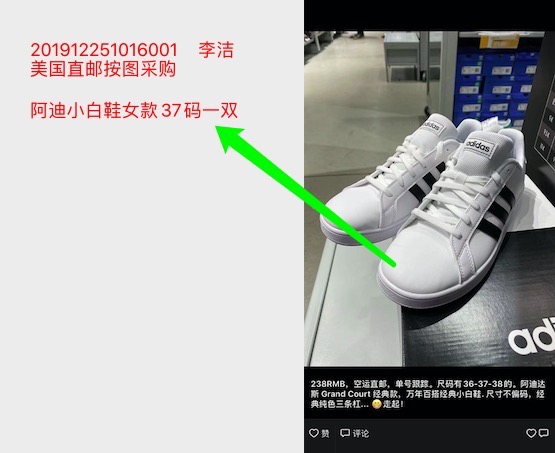 201912251016001 李洁
美国直邮按图采购
阿迪小白鞋女款37码一双
adidas
adidas
adi
238RMB，空运直邮，单号跟踪。尺码有36-37-38的。阿迪达
斯 Grand Court 经典款，万年百搭经典小白鞋. 尺寸不偏码，经
典纯色三条杠... 😁走起！
赞 评论